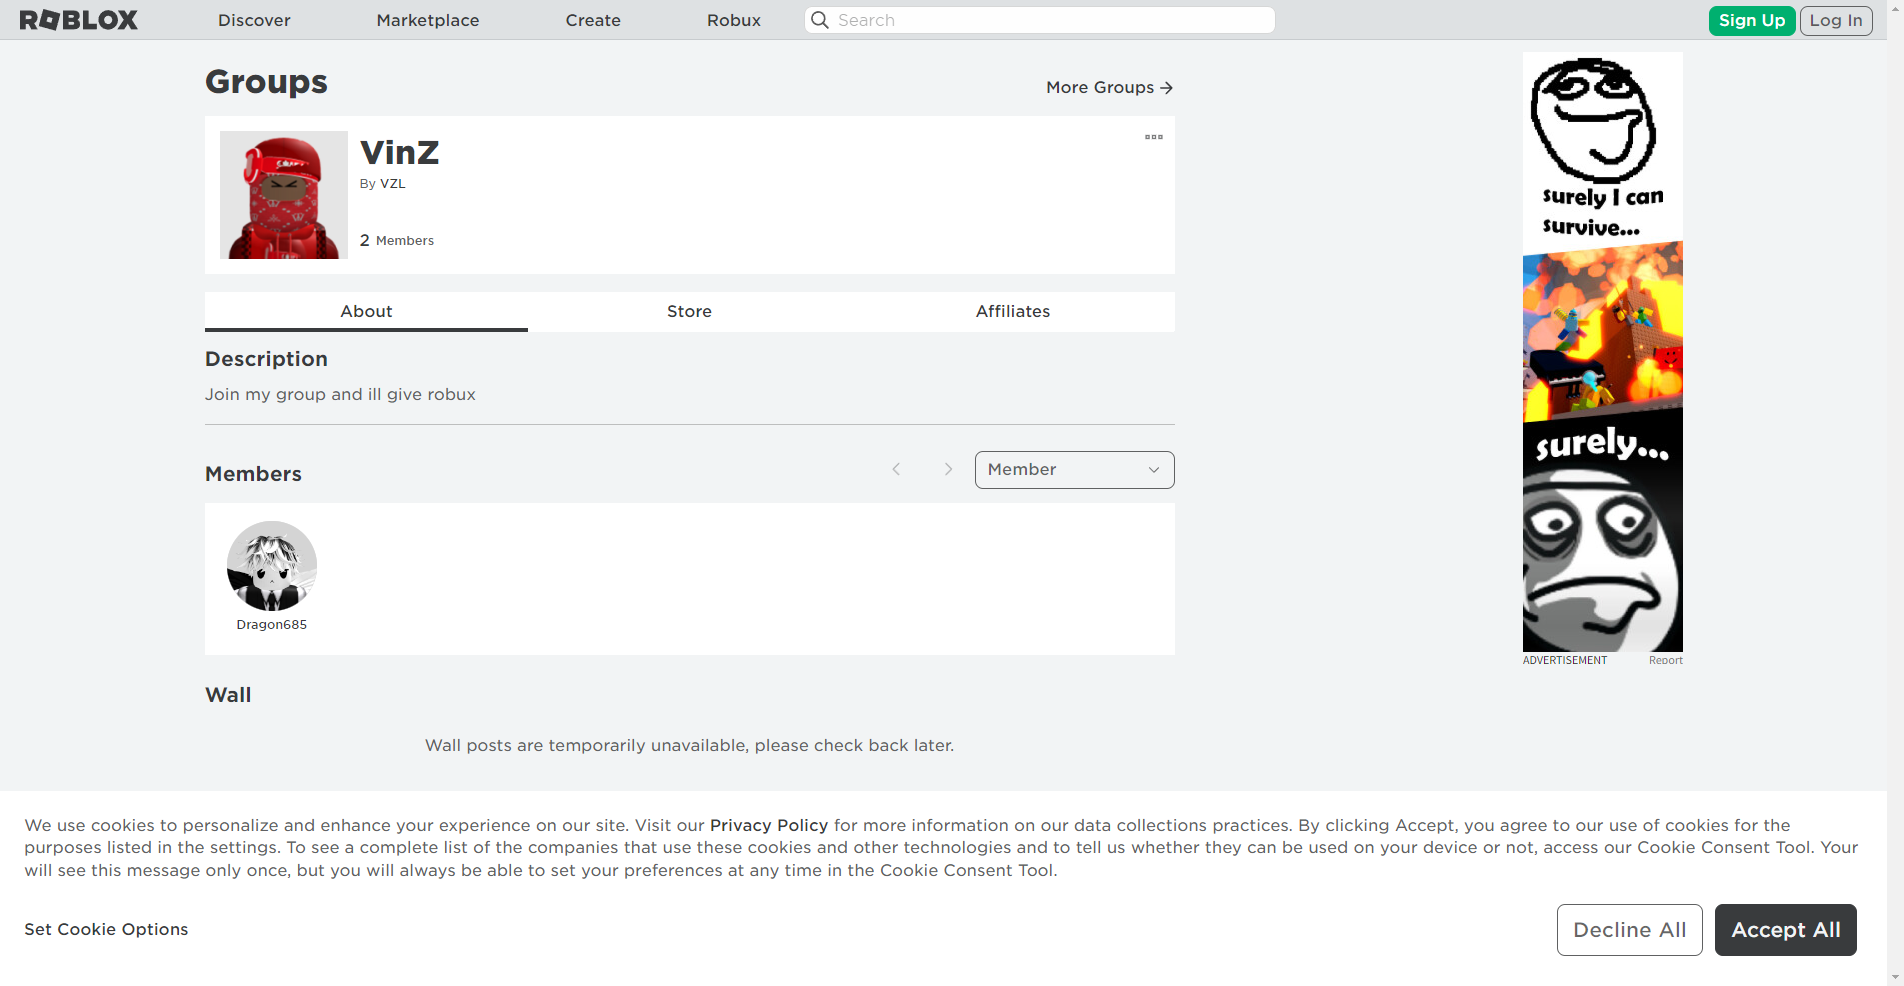 ROBLOX
Discover
Marketplace
Create
Robux
Search
Sign Up
Log In
Groups
More Groups
VinZ
By VZL
2 Members
About
Store
Affiliates
Description
Join my group and ill give robux
Members
Member
Dragon685
Wall
Wall posts are temporarily unavailable, please check back later.
surely I can
survive...
surely...
ADVERTISEMENT
Report
We use cookies to personalize and enhance your experience on our site. Visit our Privacy Policy for more information on our data collections practices. By clicking Accept, you agree to our use of cookies for the
purposes listed in the settings. To see a complete list of the companies that use these cookies and other technologies and to tell us whether they can be used on your device or not, access our Cookie Consent Tool. Your
will see this message only once, but you will always be able to set your preferences at any time in the Cookie Consent Tool.
Set Cookie Options
Decline All
Accept All